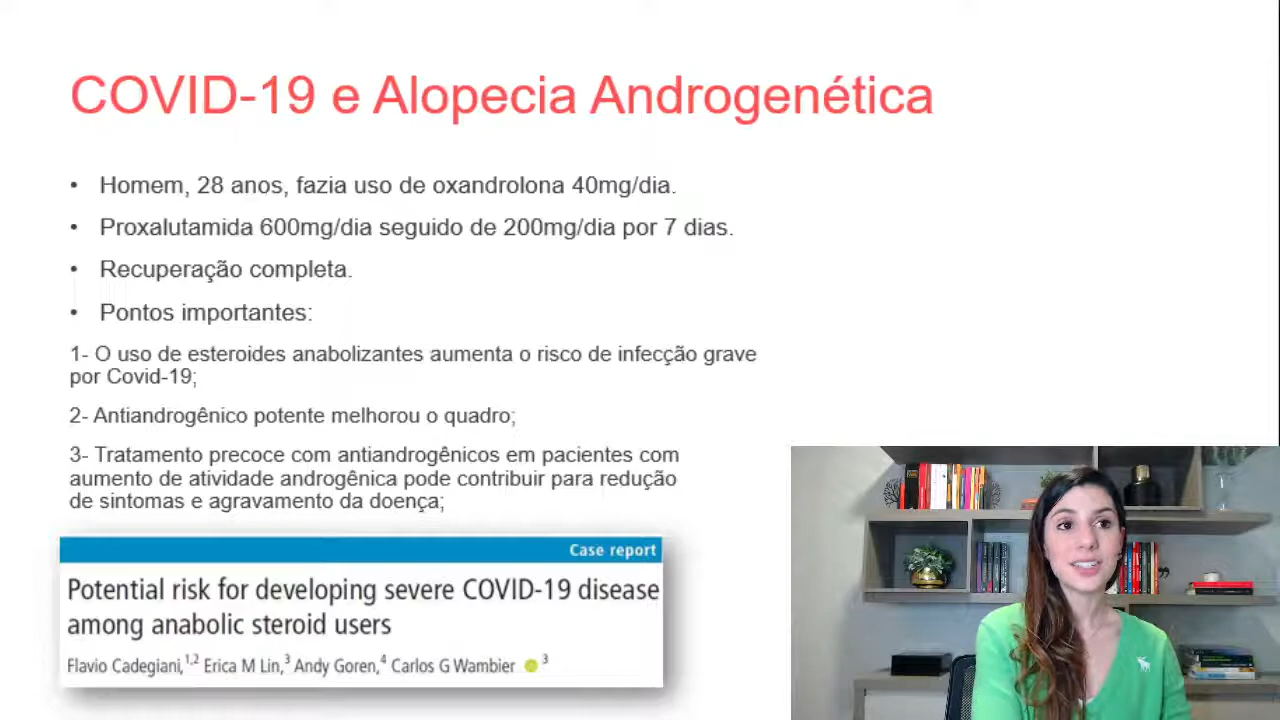 COVID-19 e Alopecia Androgenética
• Homem, 28 anos, fazia uso de oxandrolona 40mg/dia.
• Proxalutamida 600mg/dia seguido de 200mg/dia por 7 dias.
• Recuperação completa.
• Pontos importantes:
1- O uso de esteroides anabolizantes aumenta o risco de infecção grave
por Covid-19;
2- Antiandrogênico potente melhorou o quadro;
3- Tratamento precoce com antiandrogênicos em pacientes com
aumento de atividade androgênica pode contribuir para redução
de sintomas e agravamento da doença;
Case report
Potential risk for developing severe COVID-19 disease
among anabolic steroid users
Flavio Cadegiani,1,2 Erica M Lin,3 Andy Goren,4 Carlos G Wambier 3